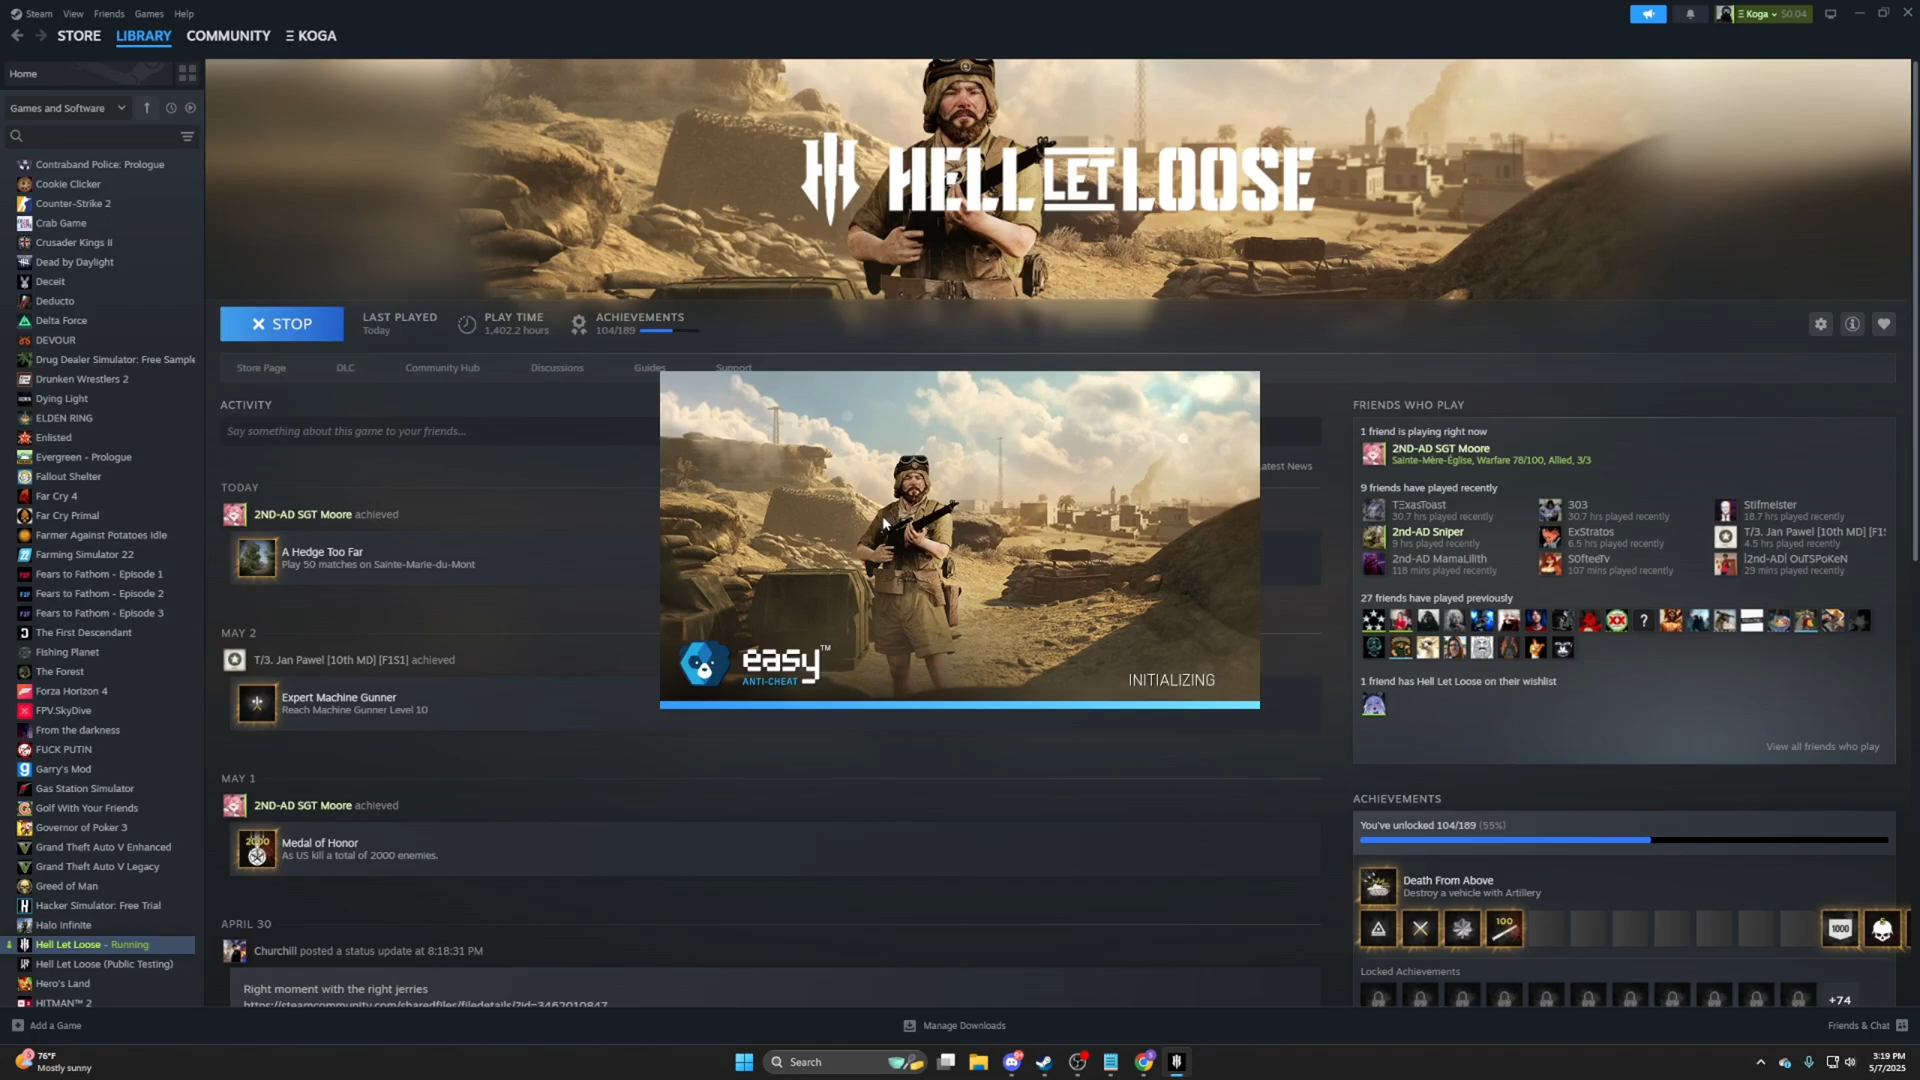 Steam View Friends Games Help
Ξ Koga $0.04
STORE LIBRARY COMMUNITY Ξ KOGA
Home
Games and Software
Contraband Police: Prologue
Cookie Clicker
Counter-Strike 2
Crab Game
Crusader Kings II
Dead by Daylight
Deceit
Deducto
Delta Force
DEVOUR
Drug Dealer Simulator: Free Sample
Drunken Wrestlers 2
Dying Light
ELDEN RING
Enlisted
Evergreen - Prologue
Fallout Shelter
Far Cry 4
Far Cry Primal
Farmer Against Potatoes Idle
Farming Simulator 22
Fears to Fathom - Episode 1
Fears to Fathom - Episode 2
Fears to Fathom - Episode 3
The First Descendant
Fishing Planet
The Forest
Forza Horizon 4
FPV.SkyDive
From the darkness
FUCK PUTIN
Garry's Mod
Gas Station Simulator
Golf With Your Friends
Governor of Poker 3
Grand Theft Auto V Enhanced
Grand Theft Auto V Legacy
Greed of Man
Hacker Simulator: Free Trial
Halo Infinite
Hell Let Loose - Running
Hell Let Loose (Public Testing)
Hero's Land
HITMAN™ 2
HELL LET LOOSE
STOP
LAST PLAYED
Today
PLAY TIME
1,402.2 hours
ACHIEVEMENTS
104/189
Store Page DLC Community Hub Discussions Guides Support
ACTIVITY
Say something about this game to your friends...
Latest News
TODAY
2ND-AD SGT Moore achieved
A Hedge Too Far
Play 50 matches on Sainte-Marie-du-Mont
MAY 2
T/3. Jan Pawel [10th MD] [F1S1] achieved
Expert Machine Gunner
Reach Machine Gunner Level 10
MAY 1
2ND-AD SGT Moore achieved
2000
Medal of Honor
As US kill a total of 2000 enemies.
APRIL 30
Churchill posted a status update at 8:18:31 PM
Right moment with the right jerries
https://steamcommunity.com/sharedfiles/filedetails/?id=3462010847
easy™
ANTI-CHEAT
INITIALIZING
FRIENDS WHO PLAY
1 friend is playing right now
2ND-AD SGT Moore
Sainte-Mère-Église, Warfare 78/100, Allied, 3/3
9 friends have played recently
TΞxasToast
30.7 hrs played recently
303
30.7 hrs played recently
Stifmeister
18.7 hrs played recently
2nd-AD Sniper
9 hrs played recently
ExStratos
6.5 hrs played recently
T/3. Jan Pawel [10th MD] [F1S
4.5 hrs played recently
2nd-AD MamaLilith
118 mins played recently
S0fteeTv
107 mins played recently
|2nd-AD| OuTSPoKeN
29 mins played recently
27 friends have played previously
1 friend has Hell Let Loose on their wishlist
View all friends who play
ACHIEVEMENTS
You've unlocked 104/189 (55%)
Death From Above
Destroy a vehicle with Artillery
100
1000
Locked Achievements
+74
Add a Game
Manage Downloads
Friends & Chat
76°F
Mostly sunny
Search
3:19 PM
5/7/2025